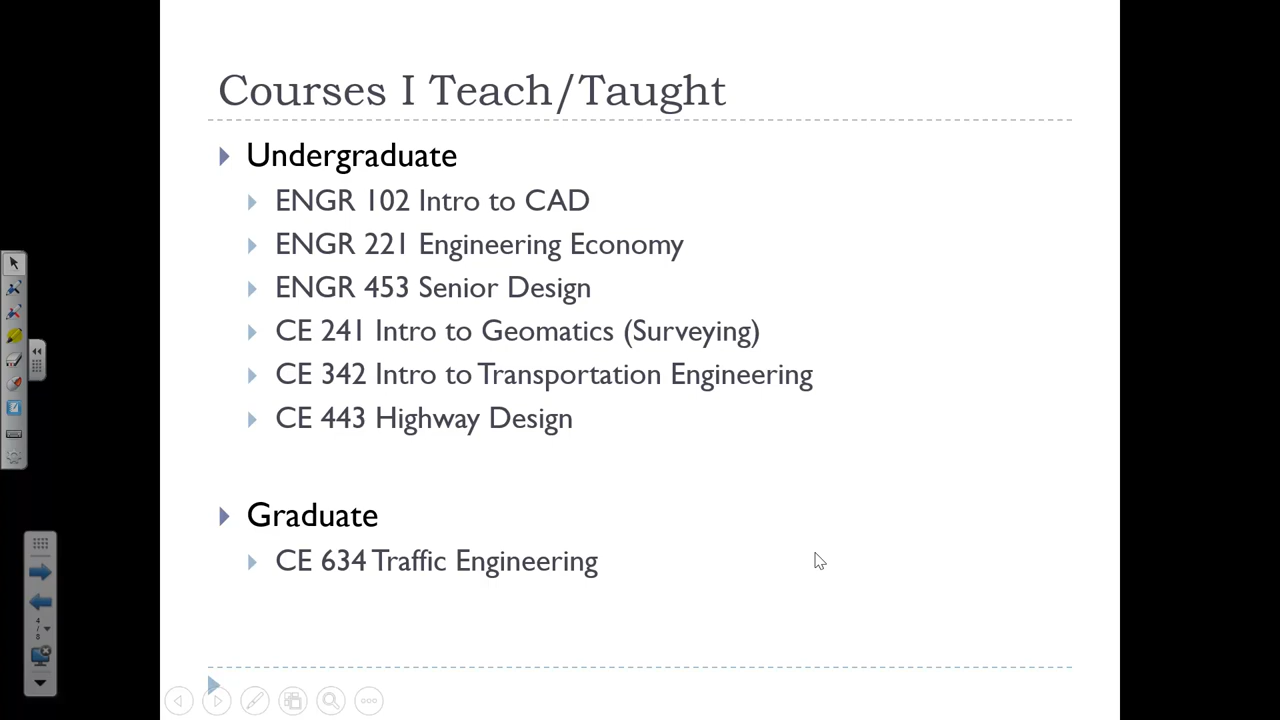 Courses I Teach/Taught
Undergraduate
ENGR 102 Intro to CAD
ENGR 221 Engineering Economy
ENGR 453 Senior Design
CE 241 Intro to Geomatics (Surveying)
CE 342 Intro to Transportation Engineering
CE 443 Highway Design
Graduate
CE 634 Traffic Engineering
4
/
8